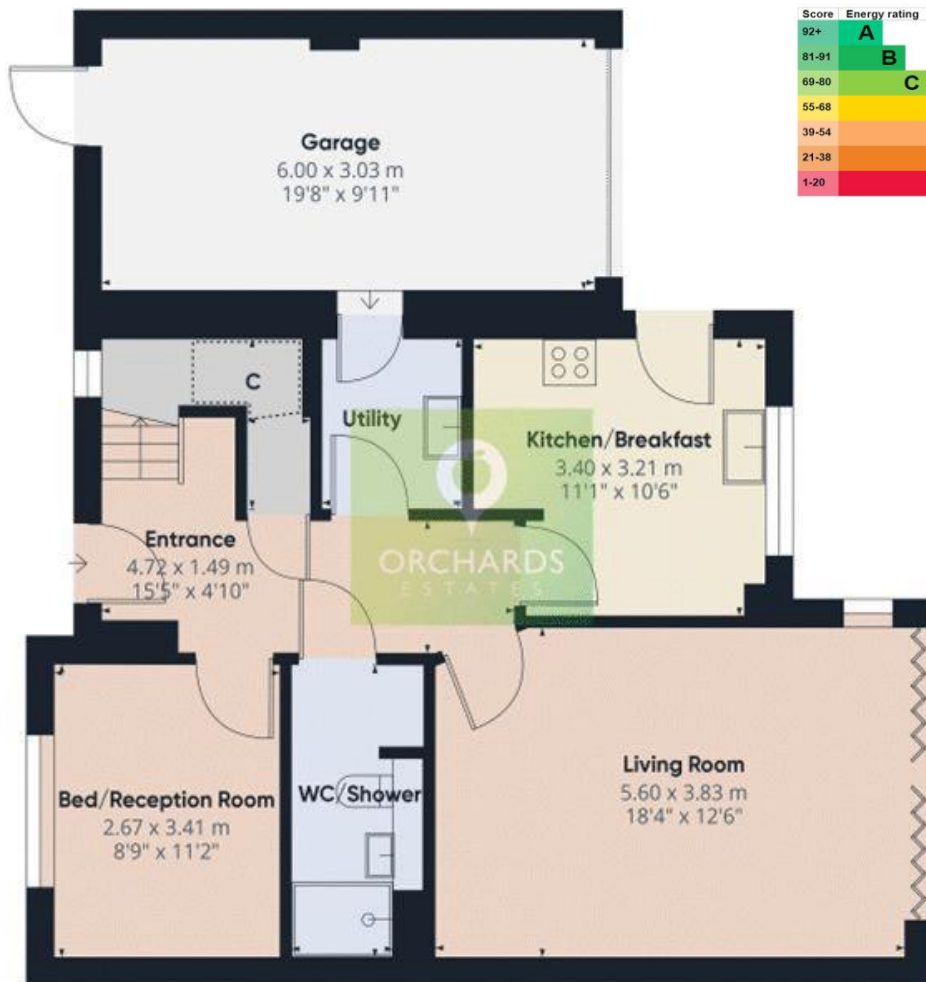 Score Energy rating
92+ A
81-91 B
69-80 C
55-68
39-54
21-38
1-20
Garage
6.00 x 3.03 m
19'8" x 9'11"
C
Utility
Kitchen/Breakfast
3.40 x 3.21 m
11'1" x 10'6"
Entrance
4.72 x 1.49 m
15'5" x 4'10"
ORCHARDS
ESTATES
Living Room
5.60 x 3.83 m
18'4" x 12'6"
Bed/Reception Room
2.67 x 3.41 m
8'9" x 11'2"
WC/Shower